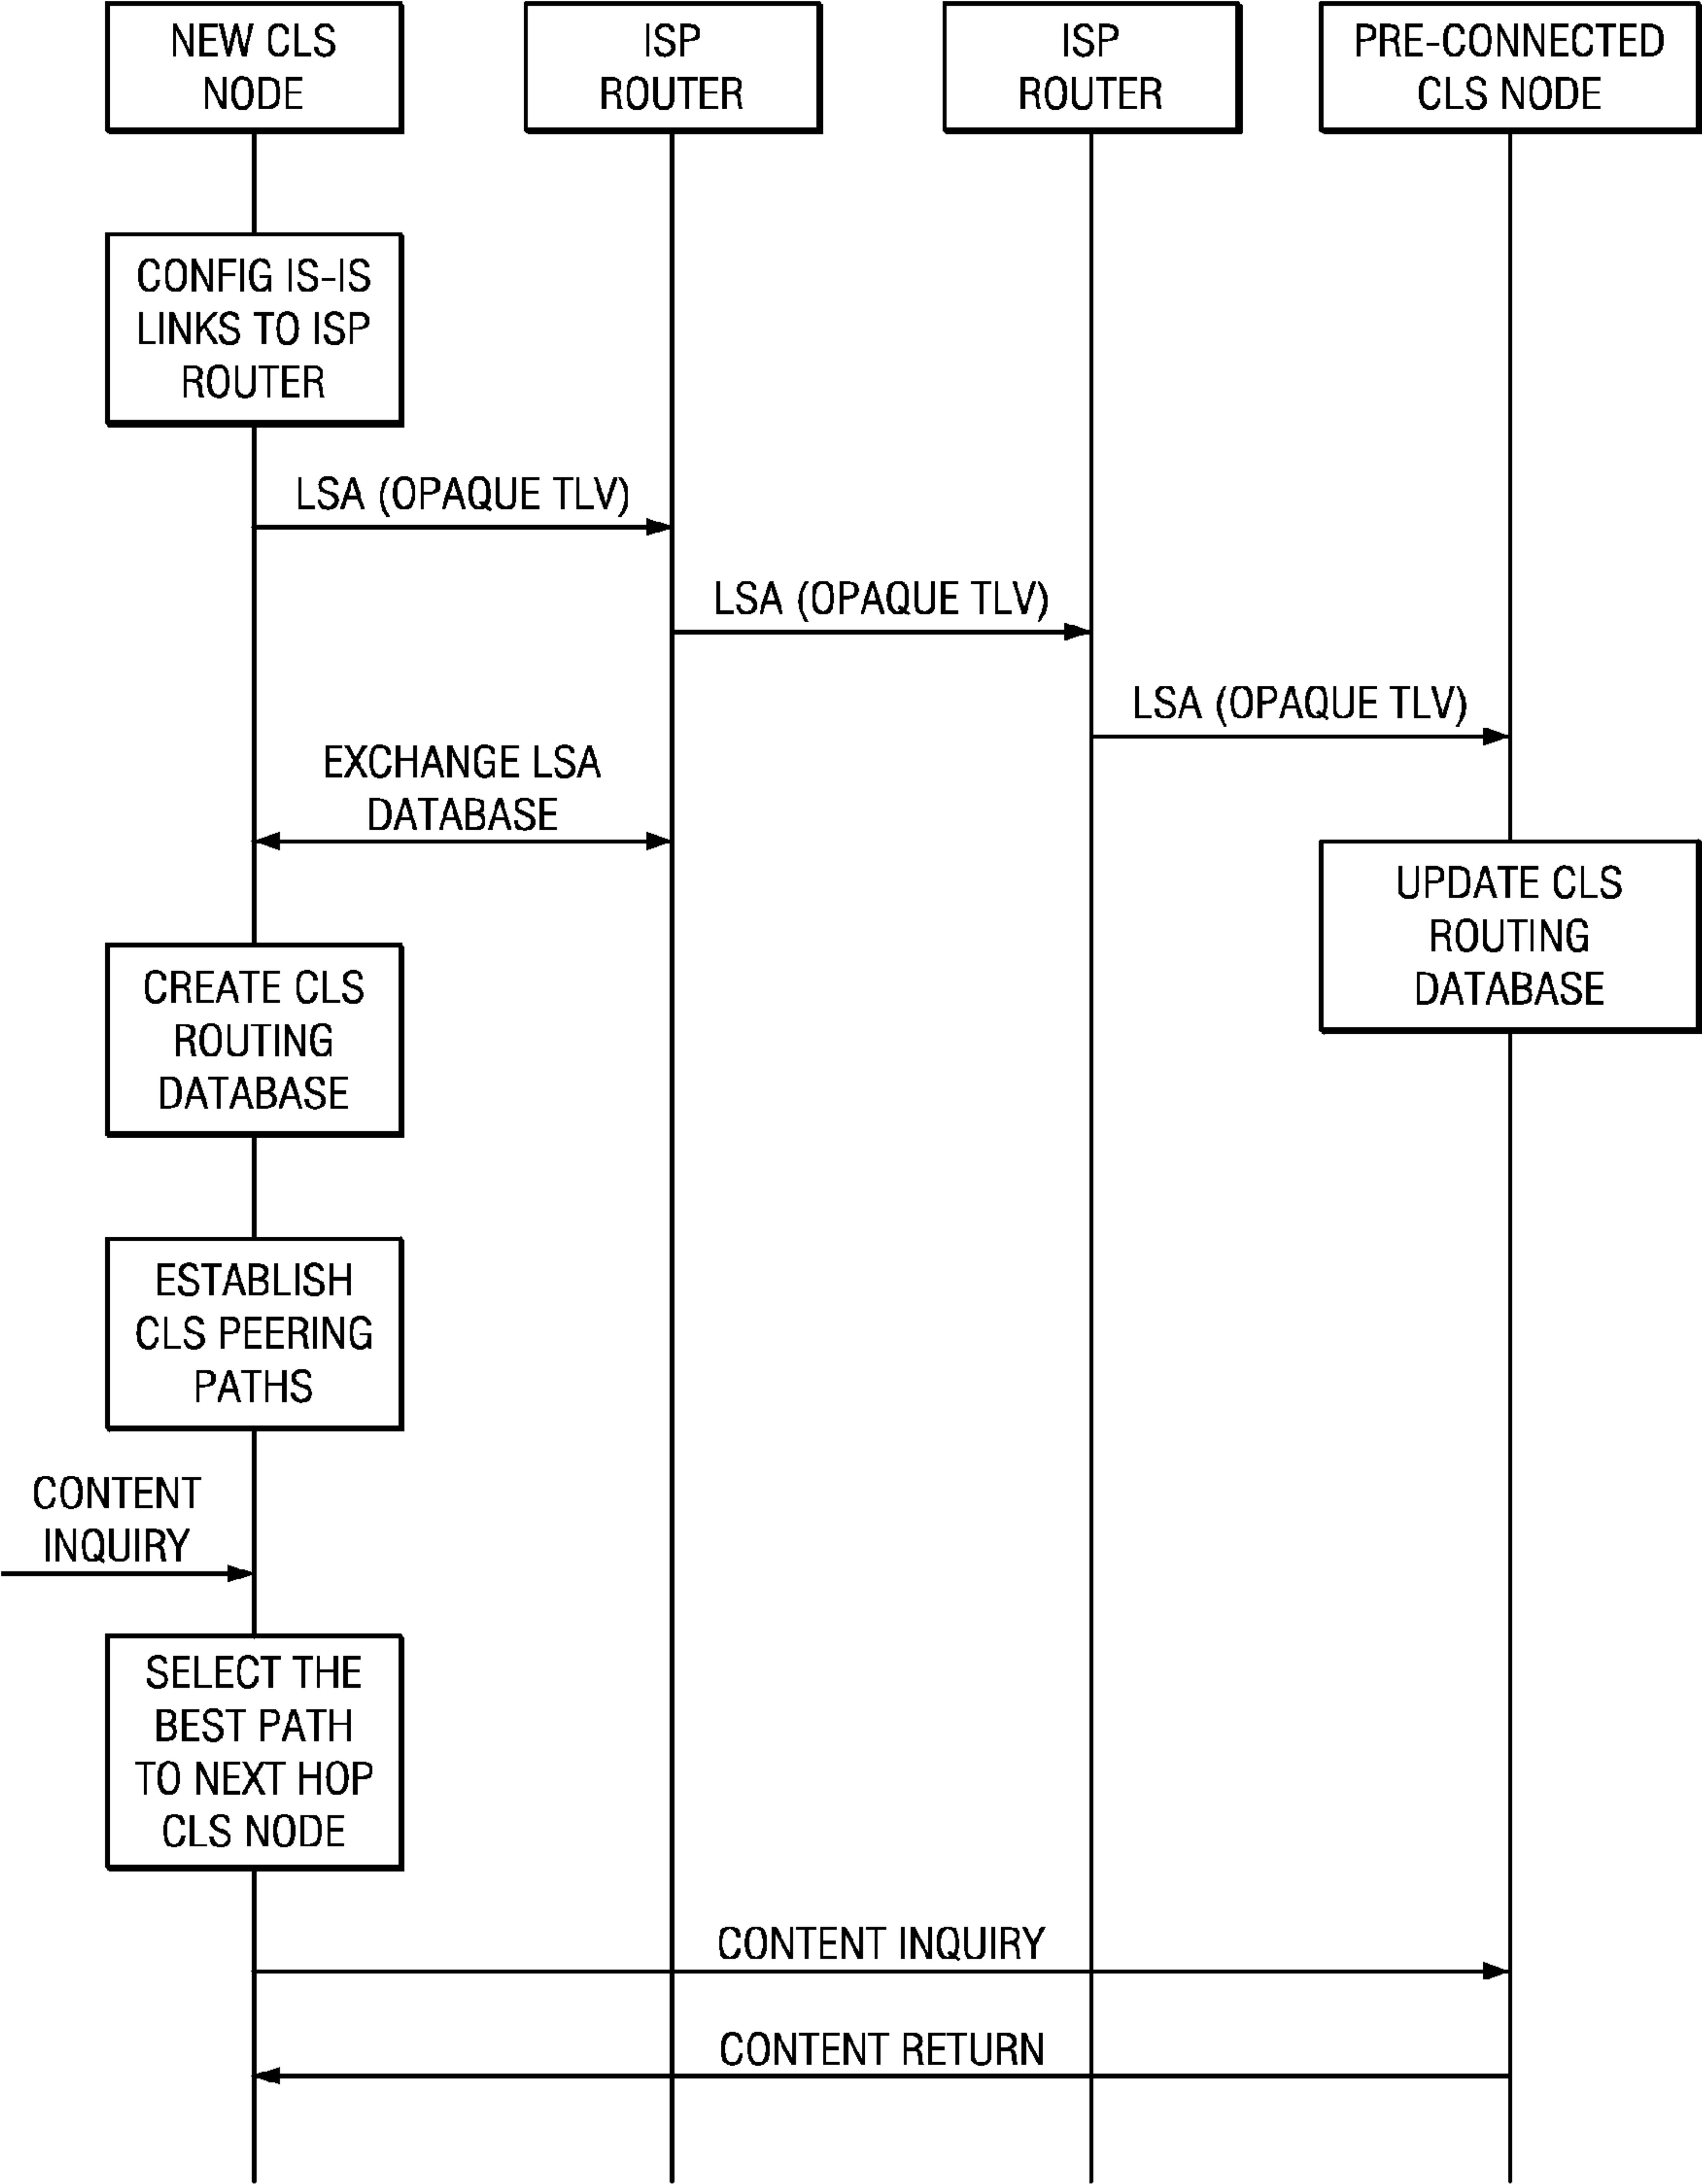 NEW CLS
NODE
ISP
ROUTER
ISP
ROUTER
PRE-CONNECTED
CLS NODE
CONFIG IS-IS
LINKS TO ISP
ROUTER
LSA (OPAQUE TLV)
LSA (OPAQUE TLV)
LSA (OPAQUE TLV)
EXCHANGE LSA
DATABASE
UPDATE CLS
ROUTING
DATABASE
CREATE CLS
ROUTING
DATABASE
ESTABLISH
CLS PEERING
PATHS
CONTENT
INQUIRY
SELECT THE
BEST PATH
TO NEXT HOP
CLS NODE
CONTENT INQUIRY
CONTENT RETURN